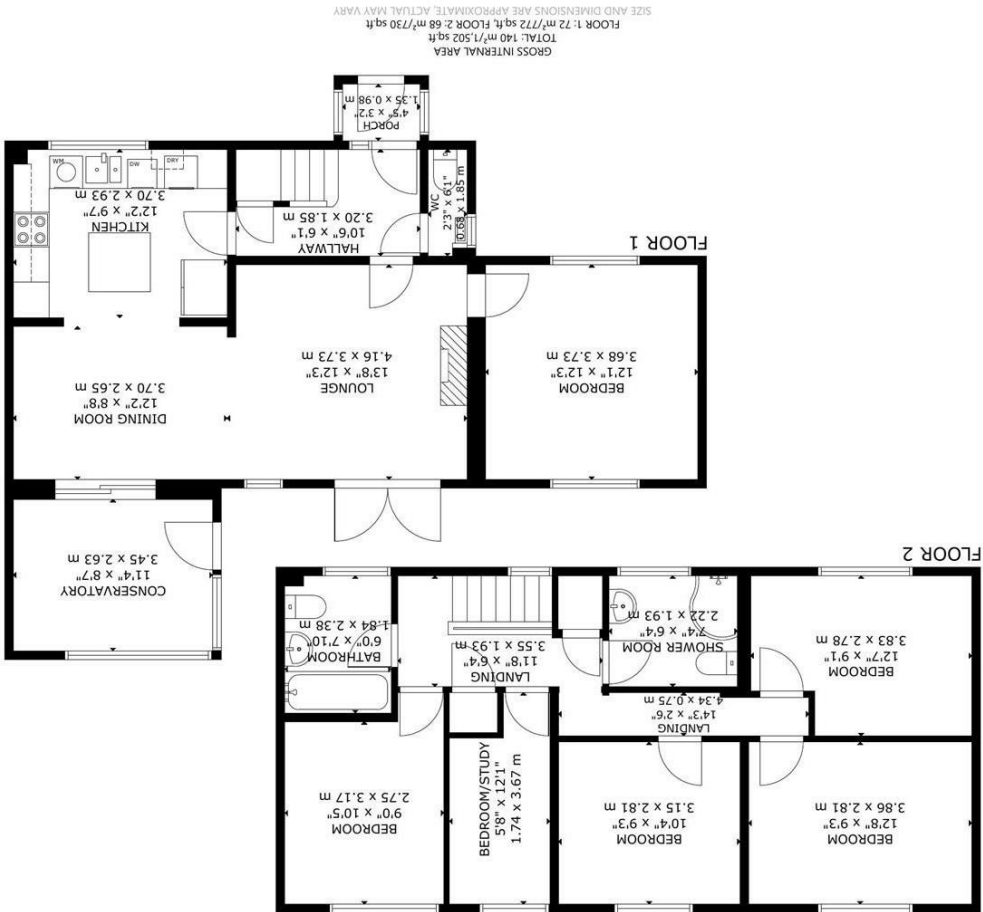 BEDROOM
12'8" x 9'3"
3.86 x 2.81 m
BEDROOM
10'4" x 9'3"
3.15 x 2.81 m
BEDROOM/STUDY
5'8" x 12'1"
1.74 x 3.67 m
BEDROOM
9'0" x 10'5"
2.75 x 3.17 m
LANDING
14'3" x 2'6"
4.34 x 0.75 m
BEDROOM
12'7" x 9'1"
3.83 x 2.78 m
SHOWER ROOM
7'4" x 6'4"
2.22 x 1.93 m
LANDING
11'8" x 6'4"
3.55 x 1.93 m
BATHROOM
6'0" x 7'10"
1.84 x 2.38 m
FLOOR 2
CONSERVATORY
11'4" x 8'7"
3.45 x 2.63 m
BEDROOM
12'1" x 12'3"
3.68 x 3.73 m
LOUNGE
13'8" x 12'3"
4.16 x 3.73 m
DINING ROOM
12'2" x 8'8"
3.70 x 2.65 m
FLOOR 1
WC
2'3" x 6'1"
0.68 x 1.85 m
HALLWAY
10'6" x 6'1"
3.20 x 1.85 m
KITCHEN
12'2" x 9'7"
3.70 x 2.93 m
DRY
DW
WM
PORCH
4'5" x 3'2"
1.35 x 0.98 m
GROSS INTERNAL AREA
TOTAL: 140 m²/1,502 sq.ft
FLOOR 1: 72 m²/772 sq.ft, FLOOR 2: 68 m²/730 sq.ft
SIZE AND DIMENSIONS ARE APPROXIMATE, ACTUAL MAY VARY